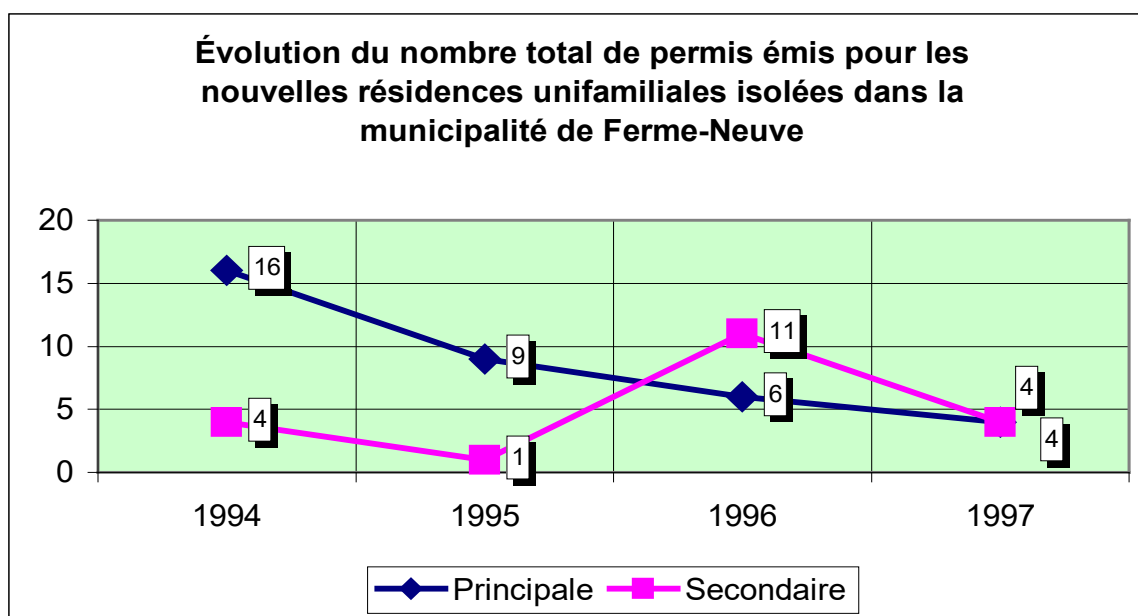 Évolution du nombre total de permis émis pour les
nouvelles résidences unifamiliales isolées dans la
municipalité de Ferme-Neuve
20
15
10
5
0
16
9
6
4
4
1
11
4
1994 1995 1996 1997
Principale Secondaire